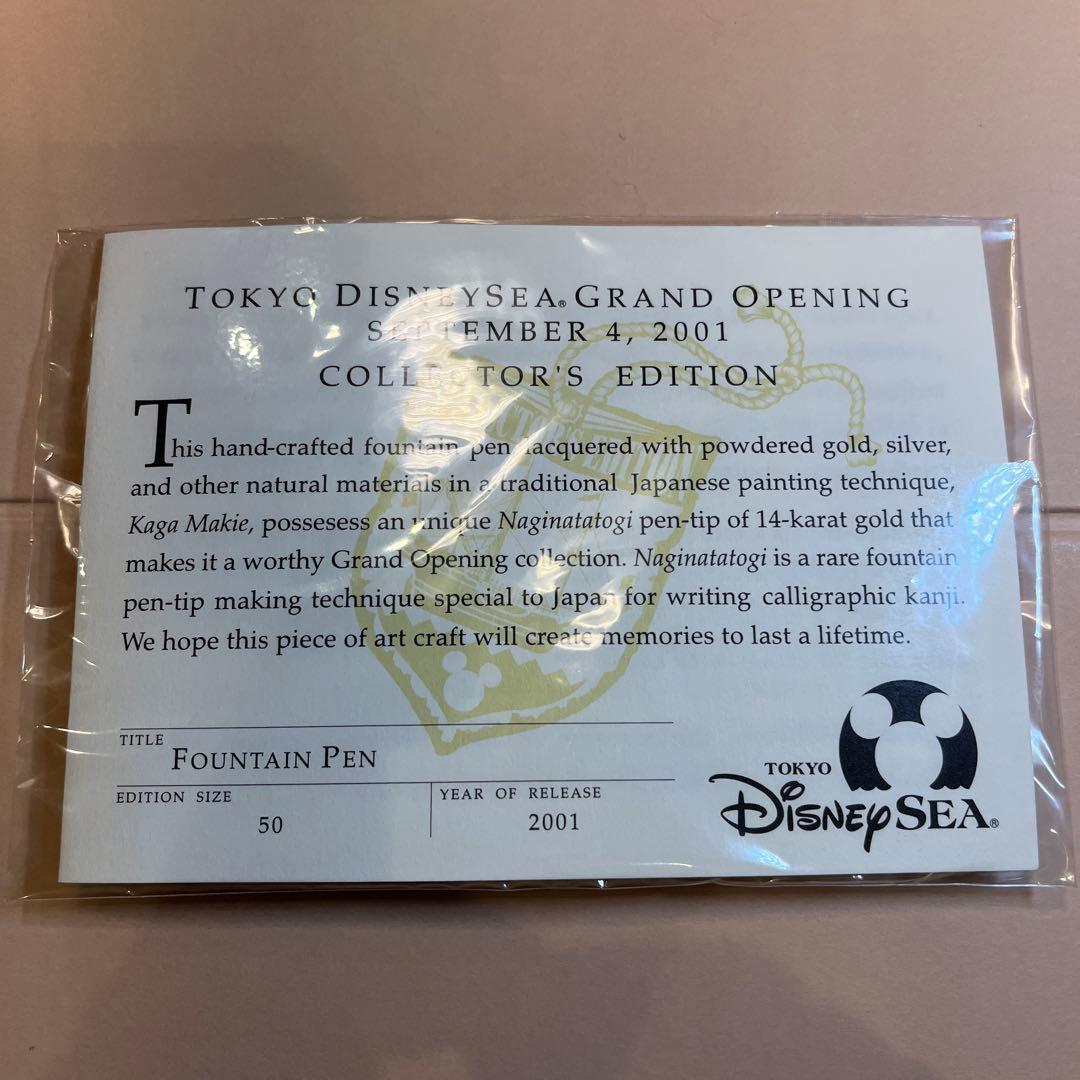 TOKYO DISNEYSEA® GRAND OPENING
SEPTEMBER 4, 2001
COLLECTOR'S EDITION
This hand-crafted fountain pen lacquered with powdered gold, silver,
and other natural materials in a traditional Japanese painting technique,
Kaga Makie, possesess an unique Naginatatogi pen-tip of 14-karat gold that
makes it a worthy Grand Opening collection. Naginatatogi is a rare fountain
pen-tip making technique special to Japan for writing calligraphic kanji.
We hope this piece of art craft will create memories to last a lifetime.
TITLE
FOUNTAIN PEN
EDITION SIZE
50
YEAR OF RELEASE
2001
TOKYO
DISNEY SEA®